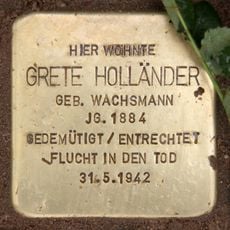 HIER WOHNTE
GRETE HOLLÄNDER
GEB. WACHSMANN
JG. 1884
GEDEMÜTIGT / ENTRECHTET
FLUCHT IN DEN TOD
31.5.1942